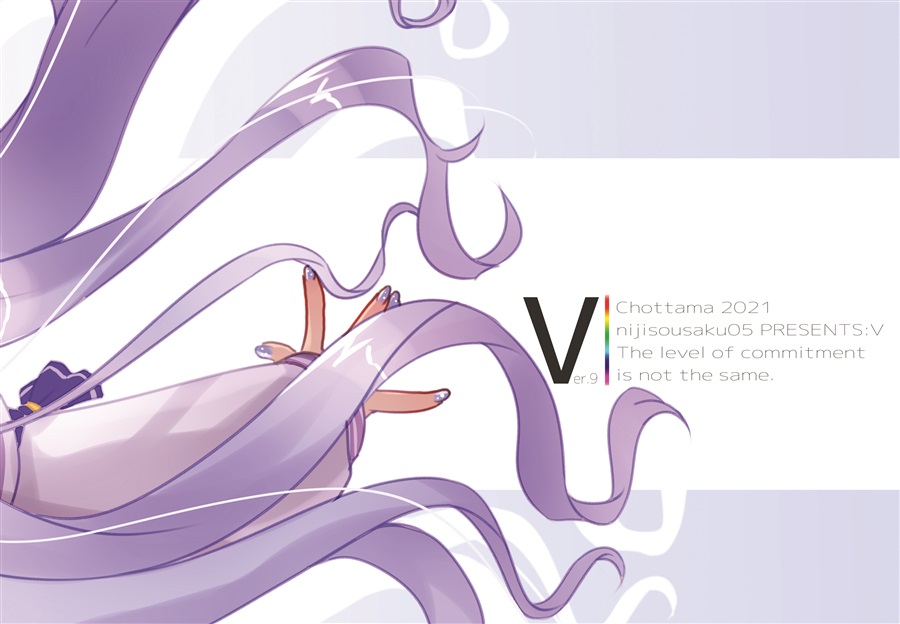 V
er.9
Chottama 2021
nijisousaku05 PRESENTS:V
The level of commitment
is not the same.